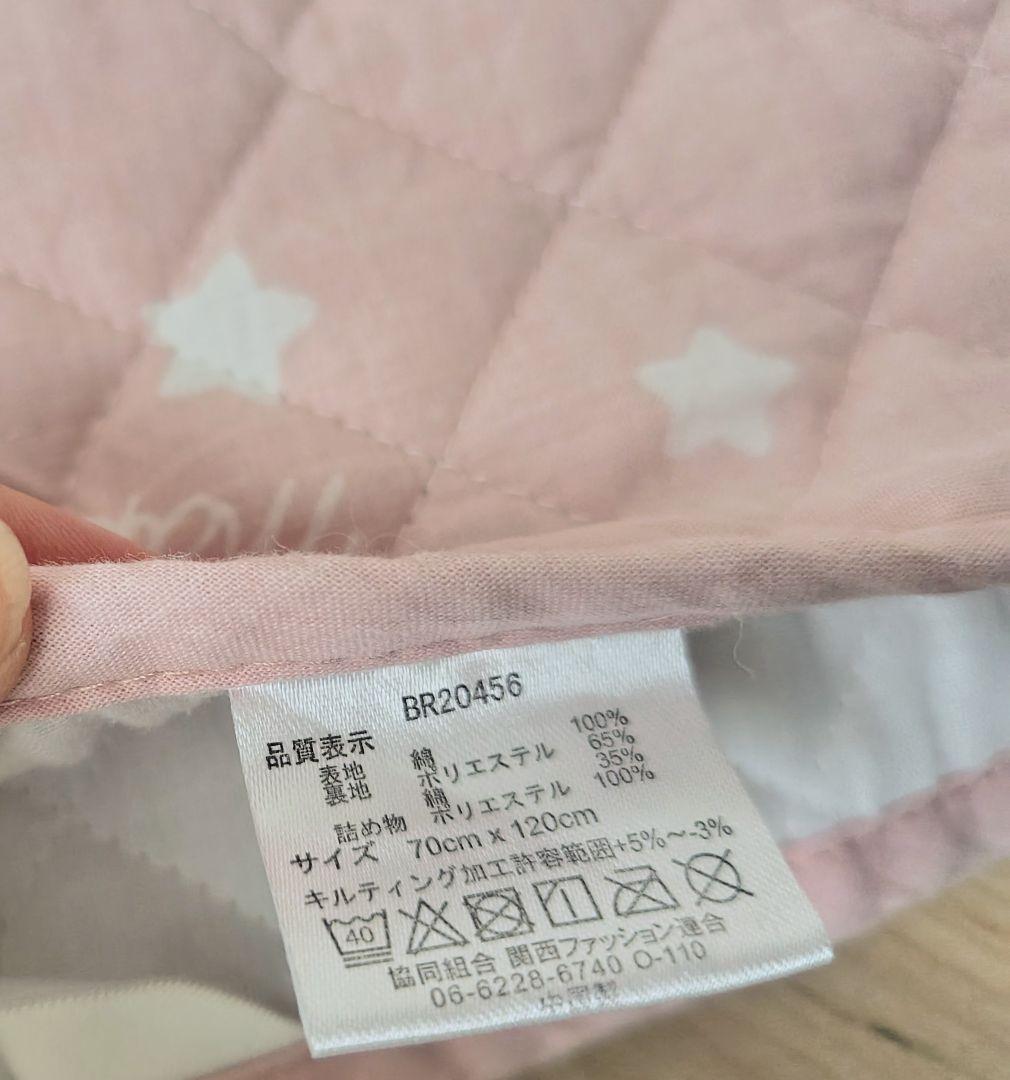 BR20456
品質表示
表地 綿 100%
裏地 ポリエステル 65%
綿 35%
詰め物 ポリエステル 100%
サイズ 70cm x 120cm
キルティング加工許容範囲+5%~-3%
40
協同組合 関西ファッション連合
06-6228-6740 O-110
中国製